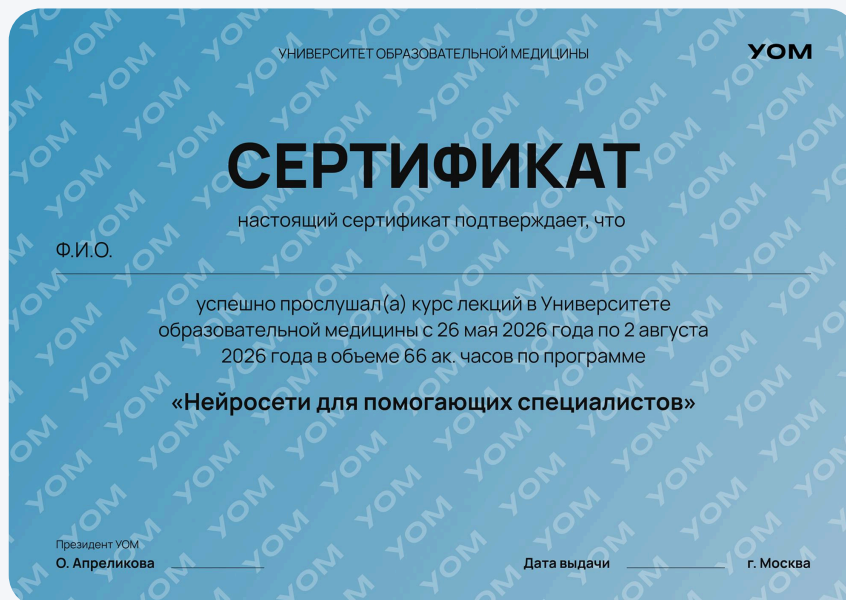 УНИВЕРСИТЕТ ОБРАЗОВАТЕЛЬНОЙ МЕДИЦИНЫ
УОМ
СЕРТИФИКАТ
настоящий сертификат подтверждает, что
Ф.И.О.
успешно прослушал(а) курс лекций в Университете
образовательной медицины с 26 мая 2026 года по 2 августа
2026 года в объеме 66 ак. часов по программе
«Нейросети для помогающих специалистов»
Президент УОМ
О. Апреликова
Дата выдачи
г. Москва